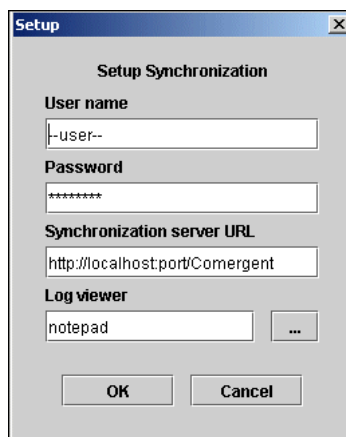 Setup
Setup Synchronization
User name
--user--
Password
********
Synchronization server URL
http://localhost:port/Comergent
Log viewer
notepad
...
OK Cancel